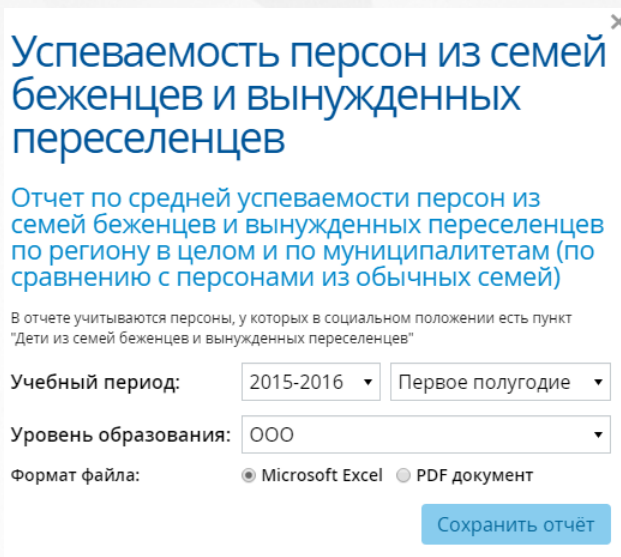 Успеваемость персон из семей
беженцев и вынужденных
переселенцев
Отчет по средней успеваемости персон из
семей беженцев и вынужденных переселенцев
по региону в целом и по муниципалитетам (по
сравнению с персонами из обычных семей)
В отчете учитываются персоны, у которых в социальном положении есть пункт
"Дети из семей беженцев и вынужденных переселенцев"
Учебный период: 2015-2016 Первое полугодие
Уровень образования: ООО
Формат файла: Microsoft Excel PDF документ
Сохранить отчёт